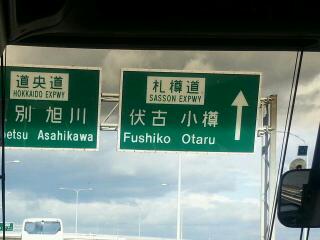 道央道
HOKKAIDO EXPWY
別 旭川
etsu Asahikawa
札樽道
SASSON EXPWY
伏古 小樽
Fushiko Otaru